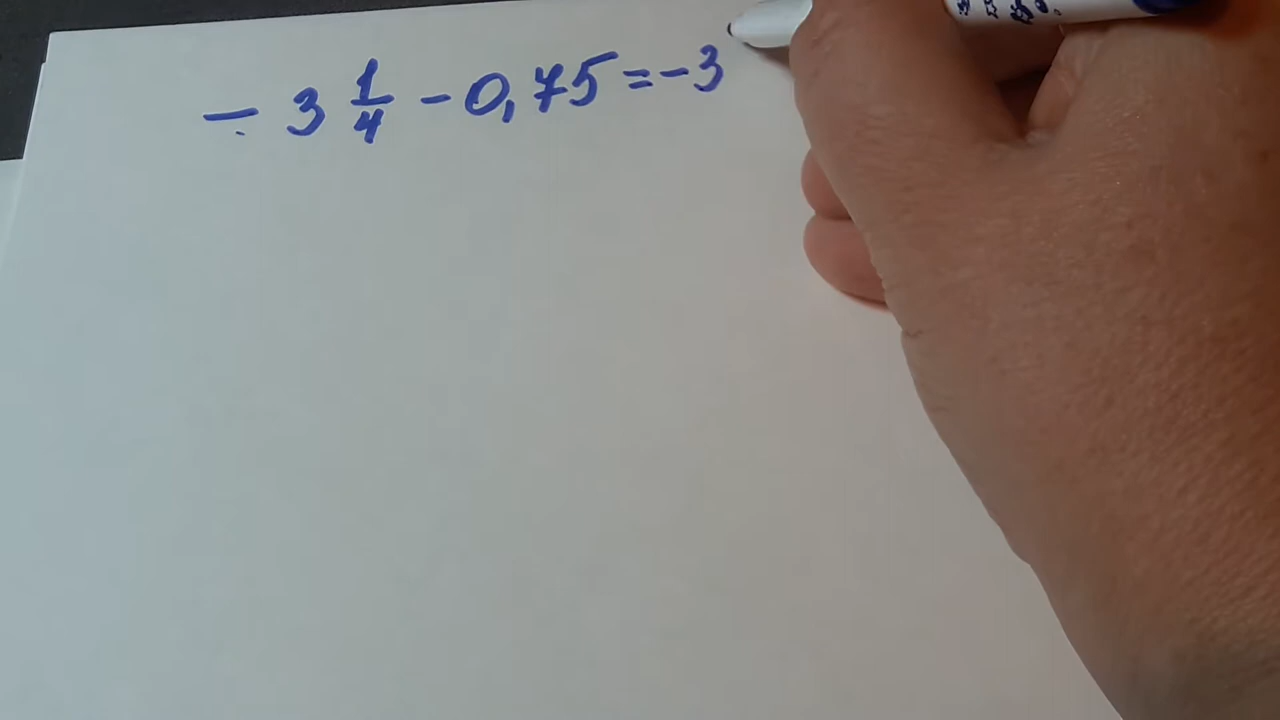 - 3 1/4 - 0,75 = -3